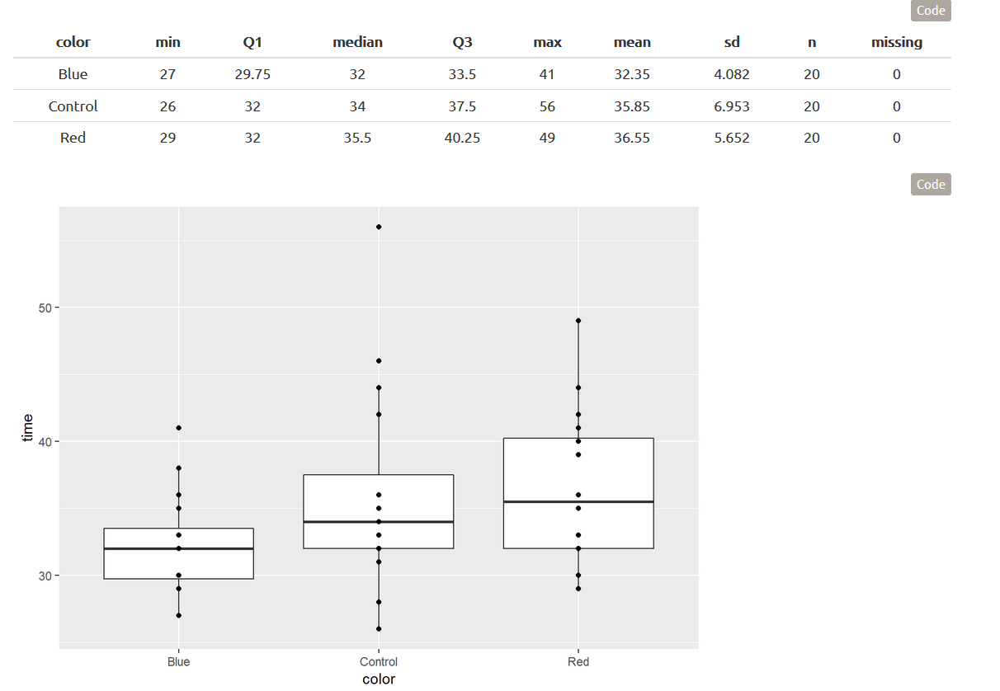 Code
color min Q1 median Q3 max mean sd n missing
Blue 27 29.75 32 33.5 41 32.35 4.082 20 0
Control 26 32 34 37.5 56 35.85 6.953 20 0
Red 29 32 35.5 40.25 49 36.55 5.652 20 0
Code
50
time
40
30
Blue Control Red
color